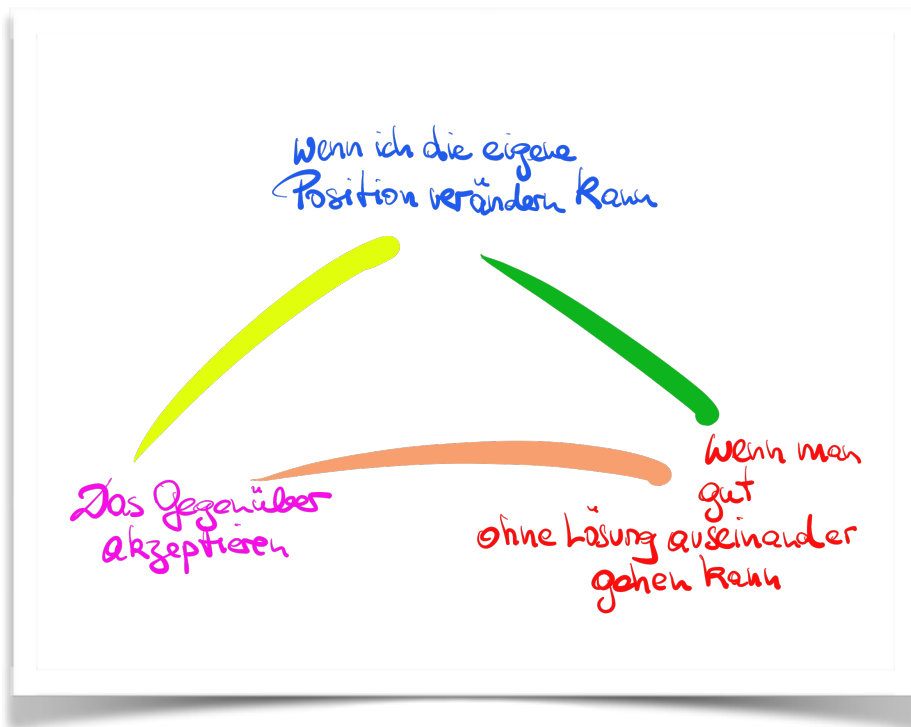 Wenn ich die eigene
Position verändern kann
Das Gegenüber
akzeptieren
Wenn man
gut
ohne Lösung auseinander
gehen kann